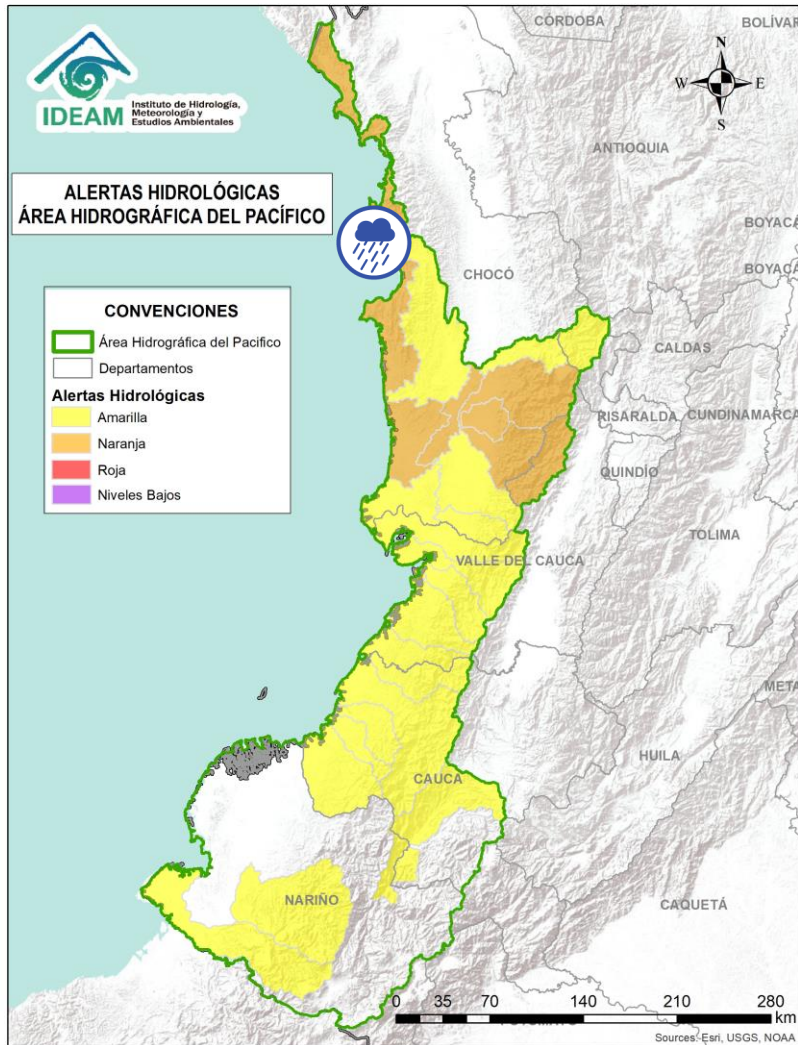 IDEAM
Instituto de Hidrología,
Meteorología y
Estudios Ambientales
ALERTAS HIDROLÓGICAS
ÁREA HIDROGRÁFICA DEL PACÍFICO
CONVENCIONES
Área Hidrográfica del Pacifico
Departamentos
Alertas Hidrológicas
Amarilla
Naranja
Roja
Niveles Bajos
N
W
E
S
CÓRDOBA
BOLÍVAR
ANTIOQUIA
BOYACÁ
BOYACÁ
CHOCÓ
CALDAS
RISARALDA
CUNDINAMARCA
QUINDÍO
TOLIMA
VALLE DEL CAUCA
META
HUILA
CAUCA
NARIÑO
CAQUETÁ
0 35 70 140 210 280
km
Sources: Esri, USGS, NOAA